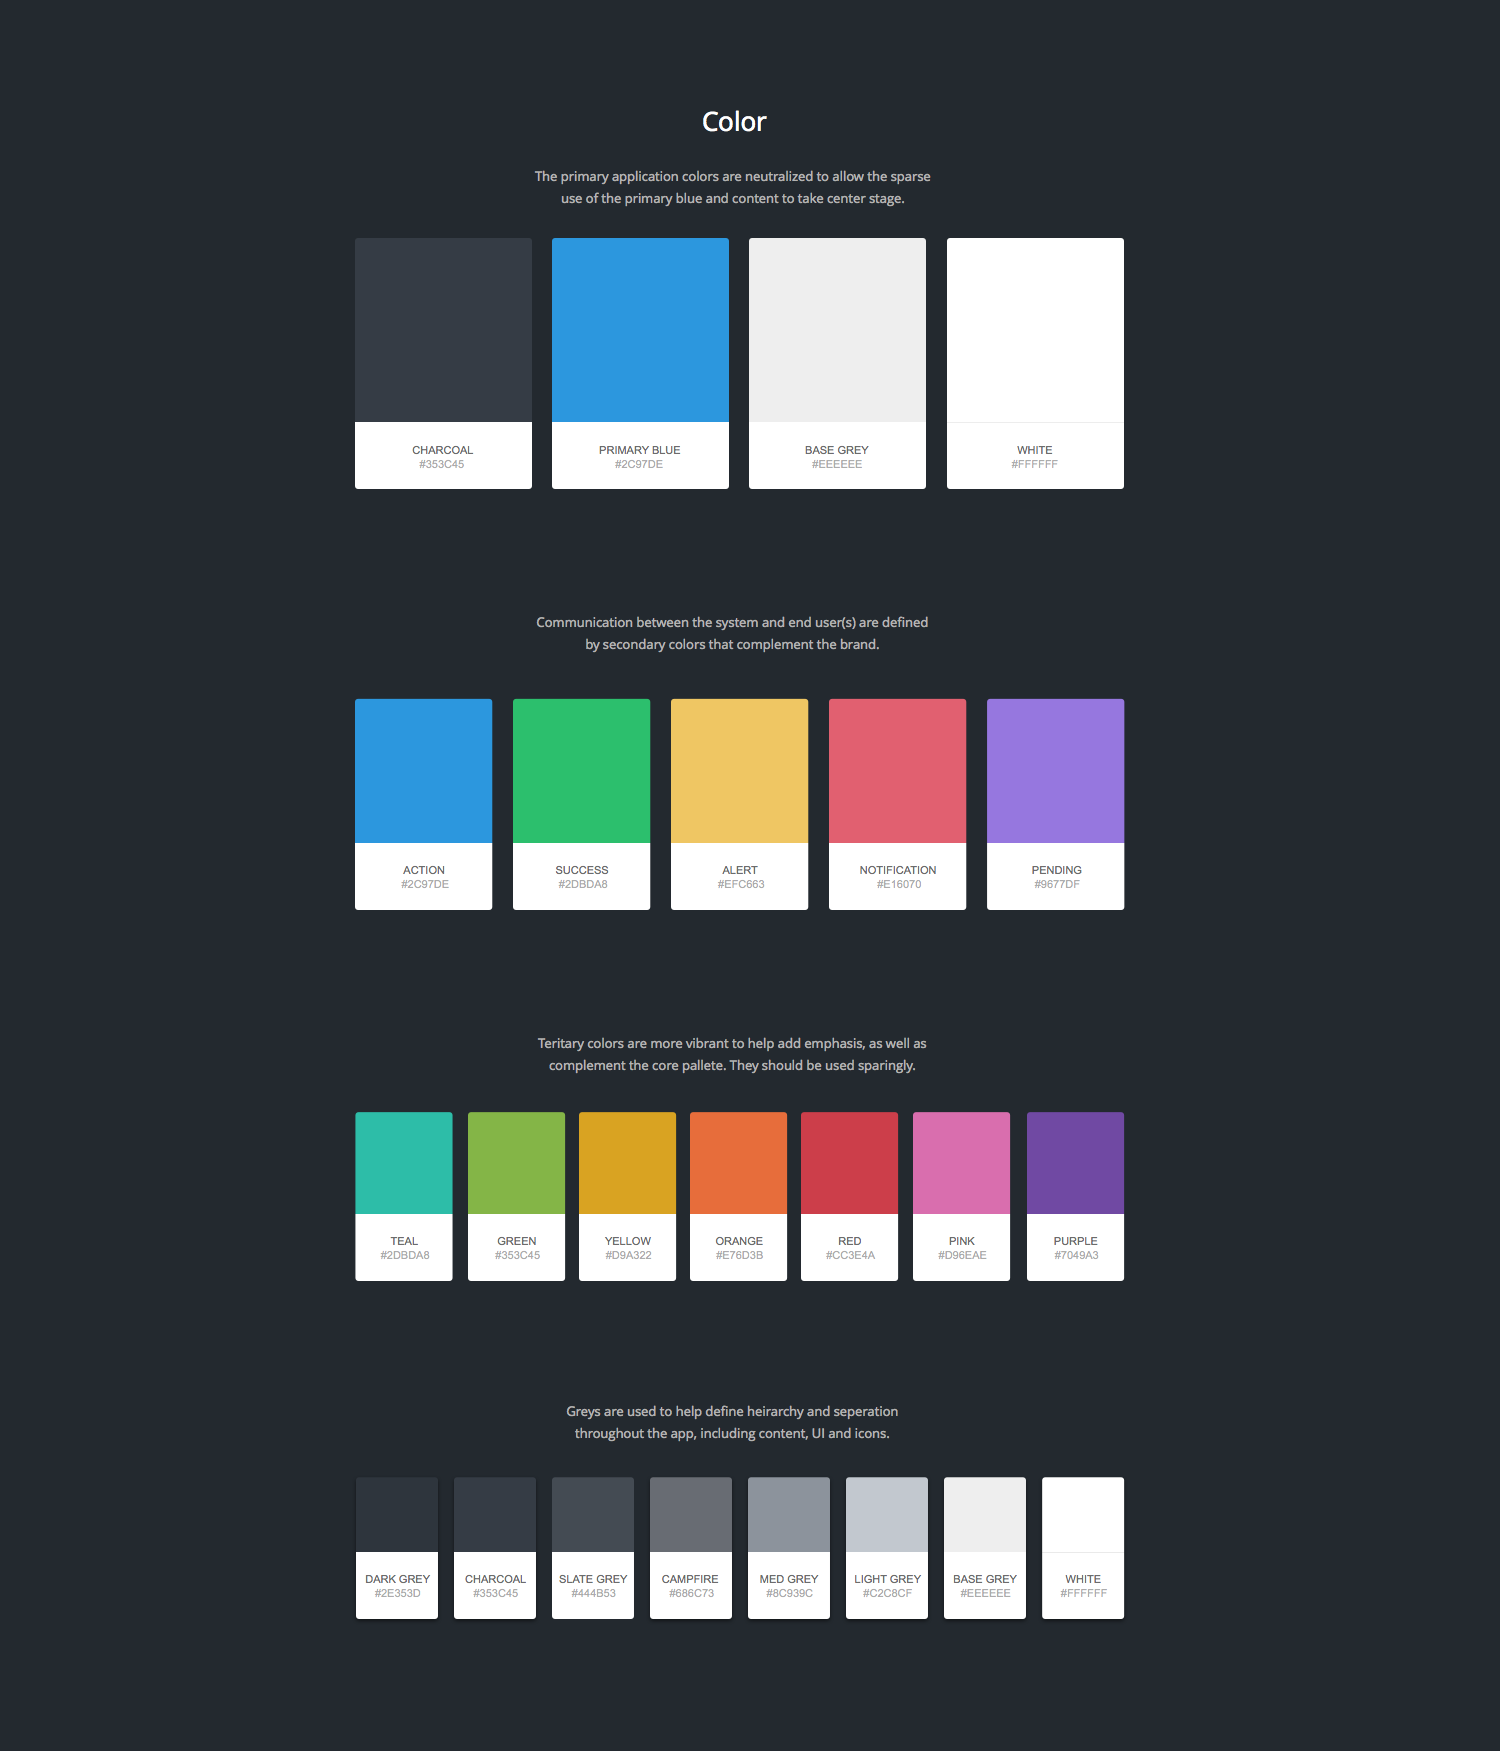 Color
The primary application colors are neutralized to allow the sparse
use of the primary blue and content to take center stage.
CHARCOAL
#353C45
PRIMARY BLUE
#2C97DE
BASE GREY
#EEEEEE
WHITE
#FFFFFF
Communication between the system and end user(s) are defined
by secondary colors that complement the brand.
ACTION
#2C97DE
SUCCESS
#2DBDA8
ALERT
#EFC663
NOTIFICATION
#E16070
PENDING
#9677DF
Teritary colors are more vibrant to help add emphasis, as well as
complement the core pallete. They should be used sparingly.
TEAL
#2DBDA8
GREEN
#353C45
YELLOW
#D9A322
ORANGE
#E76D3B
RED
#CC3E4A
PINK
#D96EAE
PURPLE
#7049A3
Greys are used to help define heirarchy and seperation
throughout the app, including content, UI and icons.
DARK GREY
#2E353D
CHARCOAL
#353C45
SLATE GREY
#444B53
CAMPFIRE
#686C73
MED GREY
#8C939C
LIGHT GREY
#C2C8CF
BASE GREY
#EEEEEE
WHITE
#FFFFFF